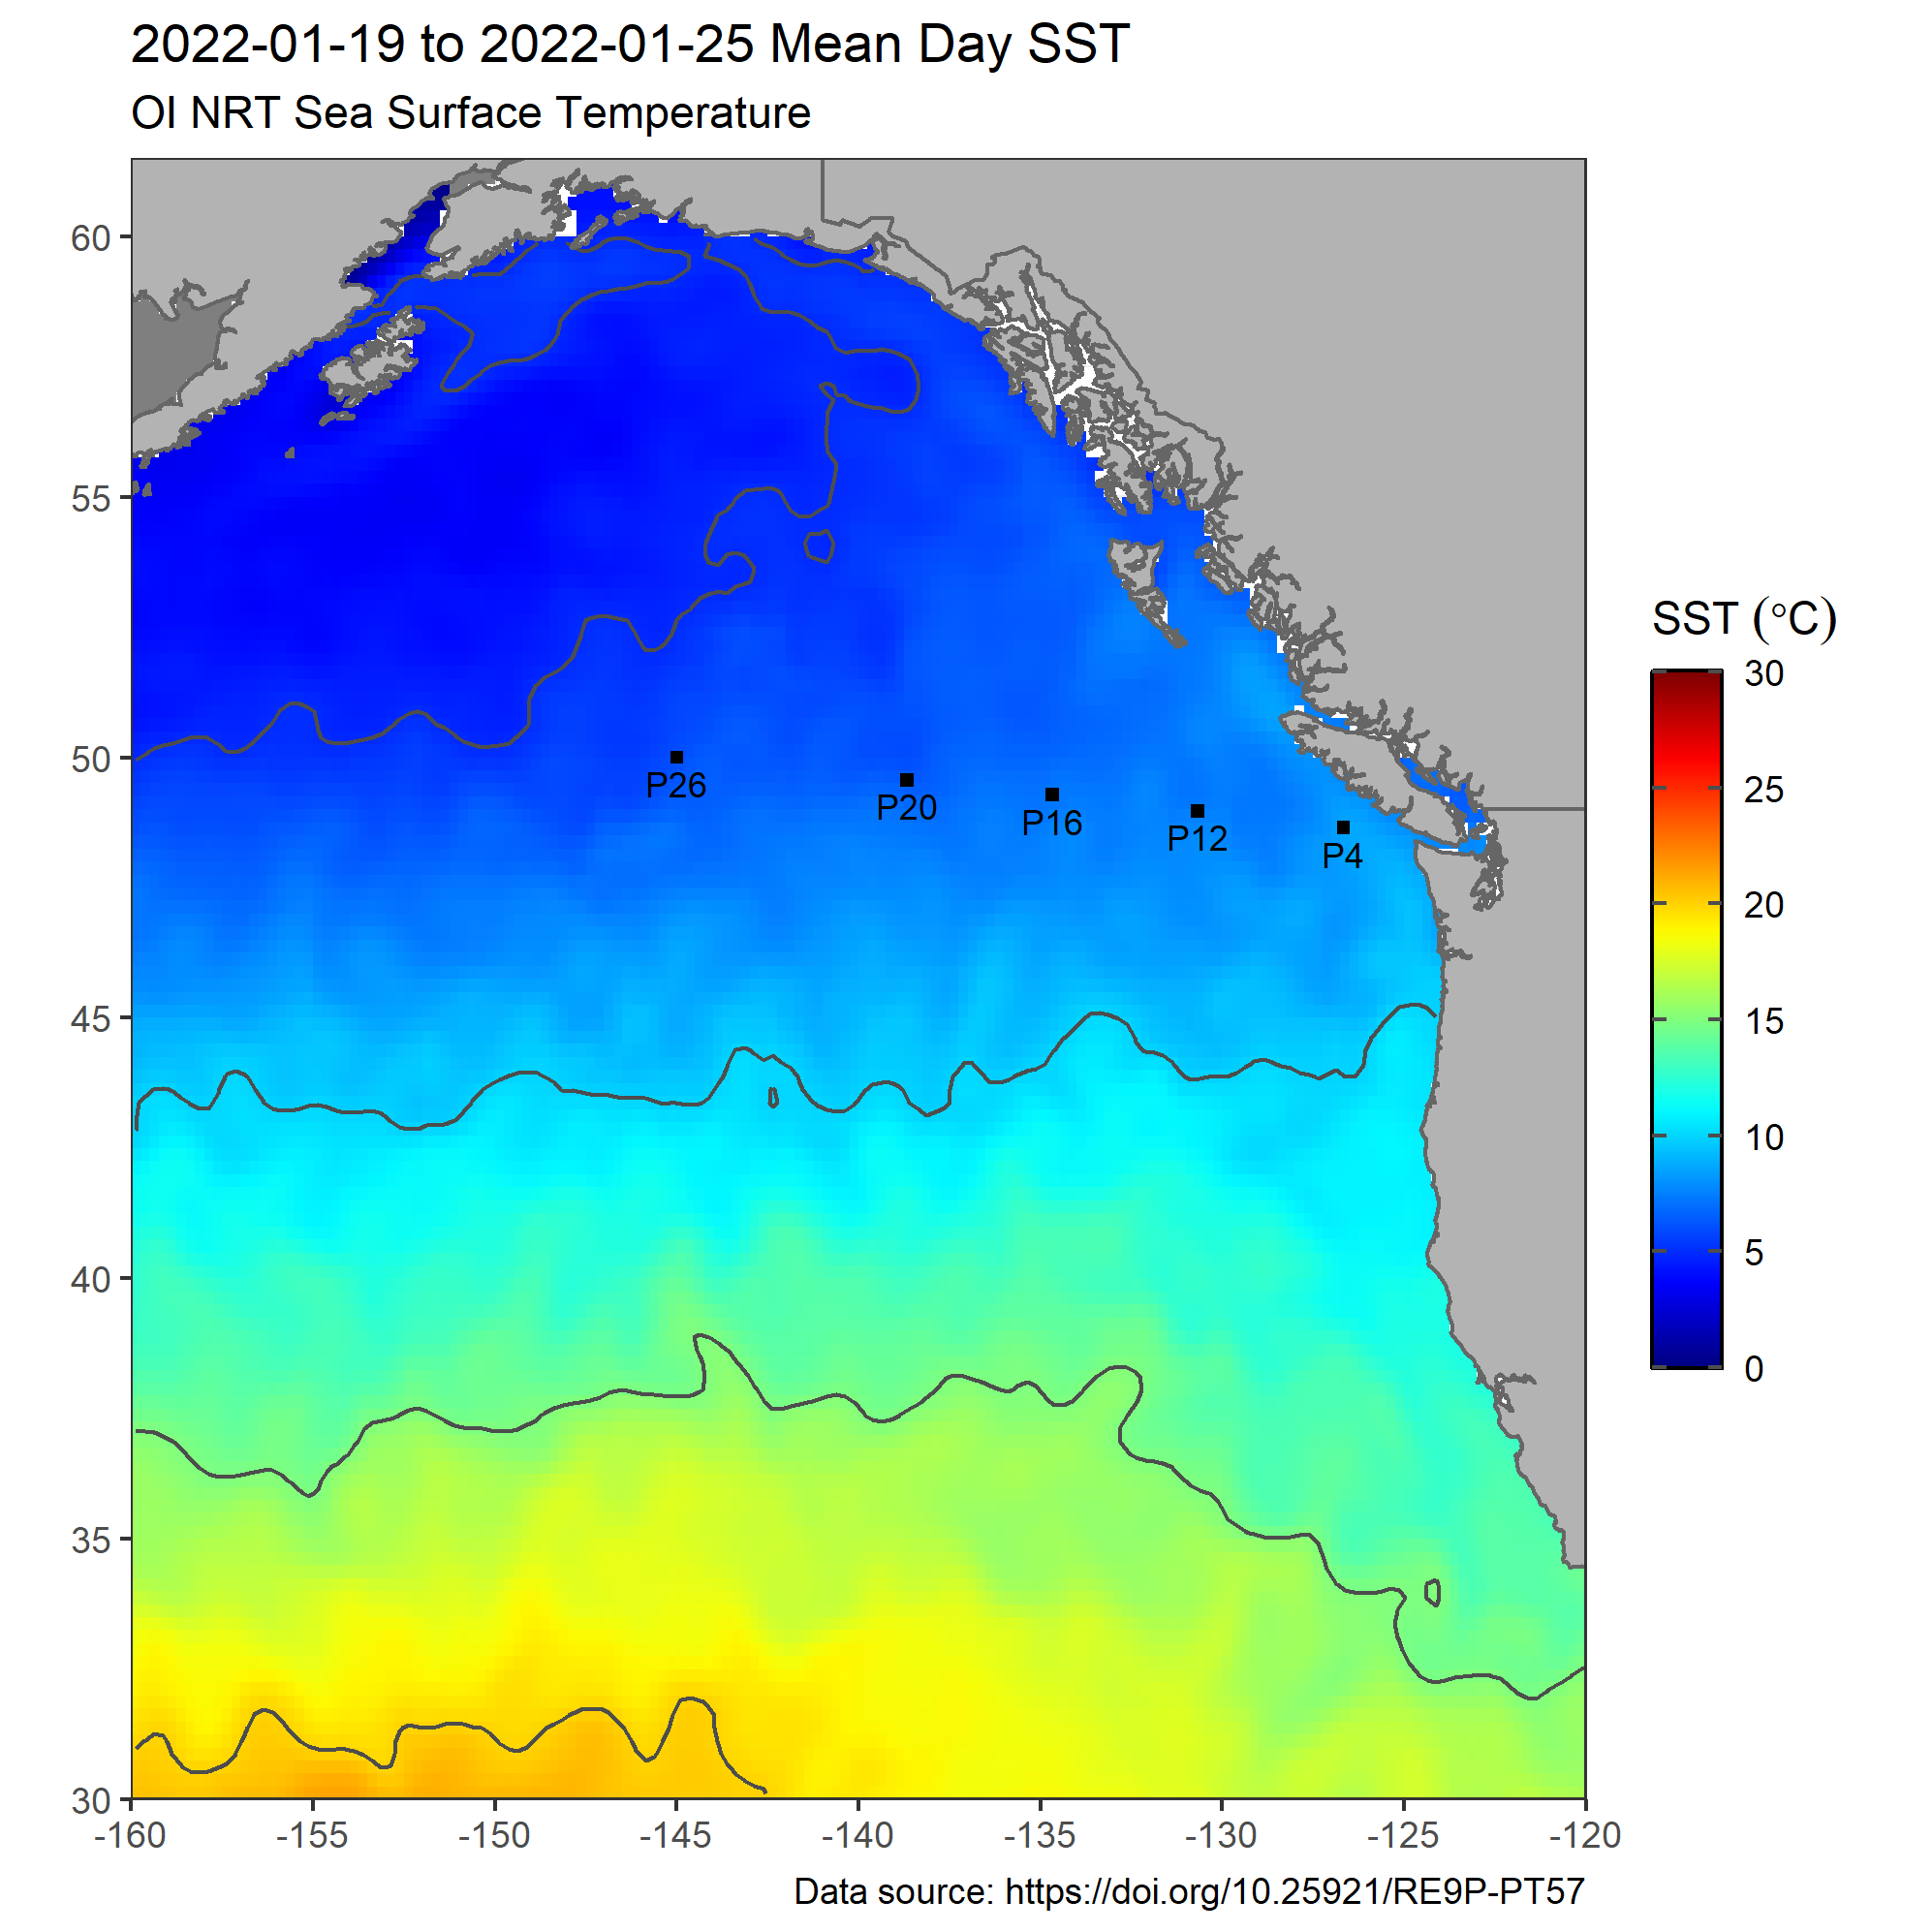 2022-01-19 to 2022-01-25 Mean Day SST
OI NRT Sea Surface Temperature
60
55
50
45
40
35
30
-160
-155
-150
-145
-140
-135
-130
-125
-120
P26
P20
P16
P12
P4
SST (°C)
30
25
20
15
10
5
0
Data source: https://doi.org/10.25921/RE9P-PT57